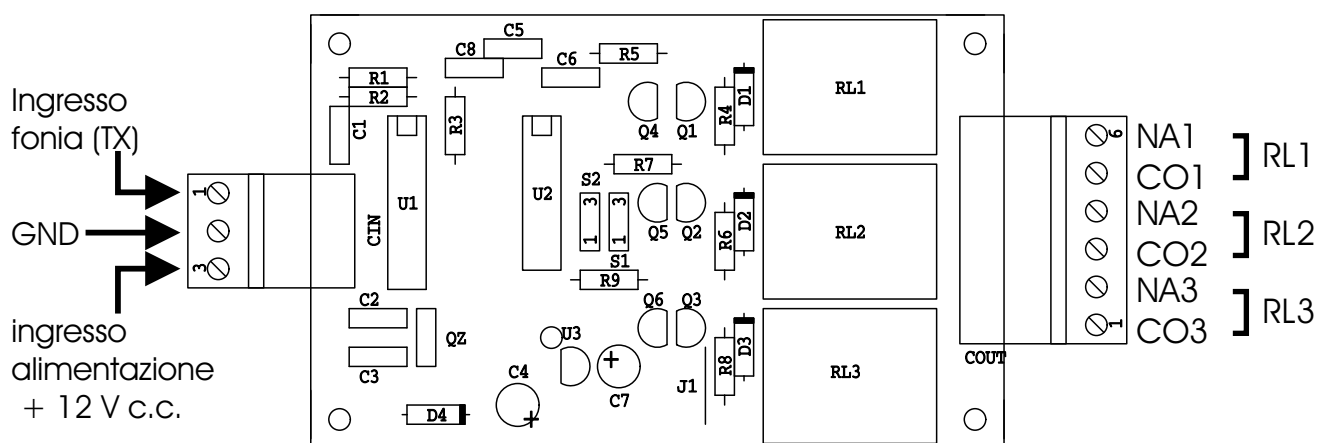 Ingresso
fonia (TX)
GND
ingresso
alimentazione
+ 12 V c.c.
1
3
CIN
C5
C8
C6
R5
R1
R2
C1
R3
U1
U2
Q4
Q1
R4
D1
RL1
R7
S2
3
3
1
1
S1
R9
Q5
Q2
R6
D2
RL2
C2
C3
QZ
D4
C4
+
U3
+
C7
Q6
Q3
J1
R8
D3
RL3
COUT
6
1
NA1
CO1
RL1
NA2
CO2
RL2
NA3
CO3
RL3